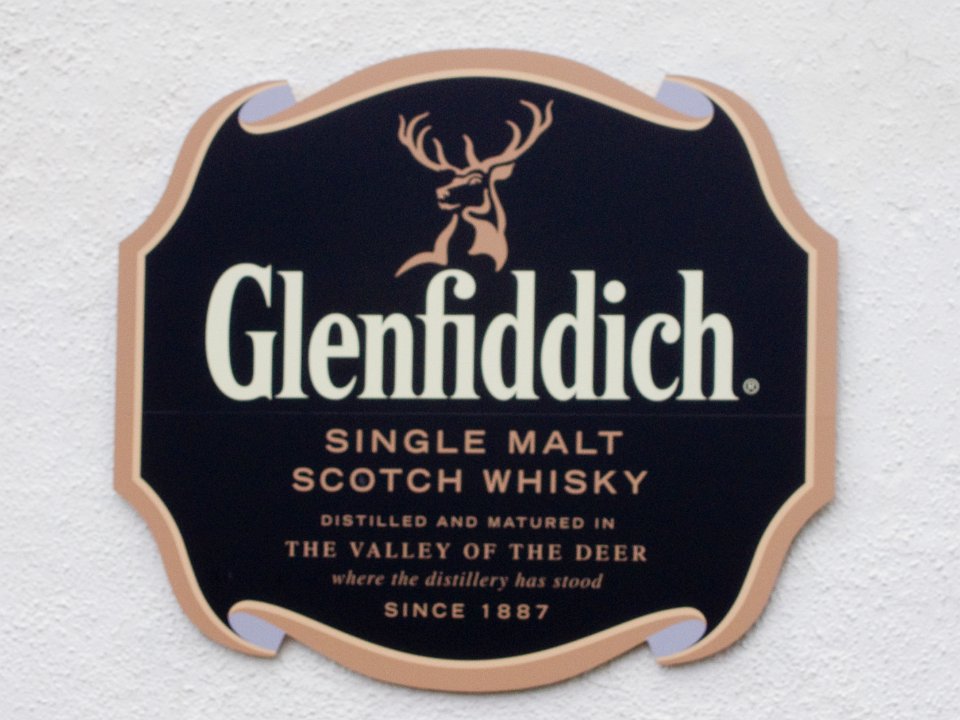 Glenfiddich®
SINGLE MALT
SCOTCH WHISKY
DISTILLED AND MATURED IN
THE VALLEY OF THE DEER
where the distillery has stood
SINCE 1887